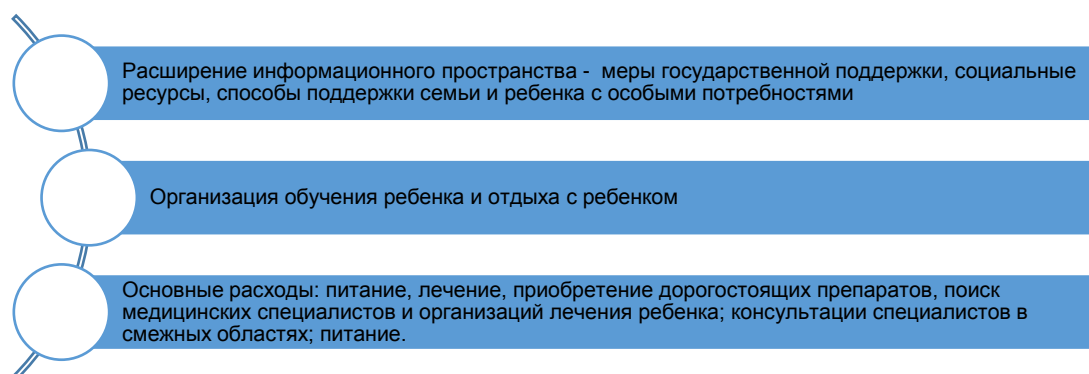 Расширение информационного пространства -  меры государственной поддержки, социальные
ресурсы, способы поддержки семьи и ребенка с особыми потребностями
Организация обучения ребенка и отдыха с ребенком
Основные расходы: питание, лечение, приобретение дорогостоящих препаратов, поиск
медицинских специалистов и организаций лечения ребенка; консультации специалистов в
смежных областях; питание.